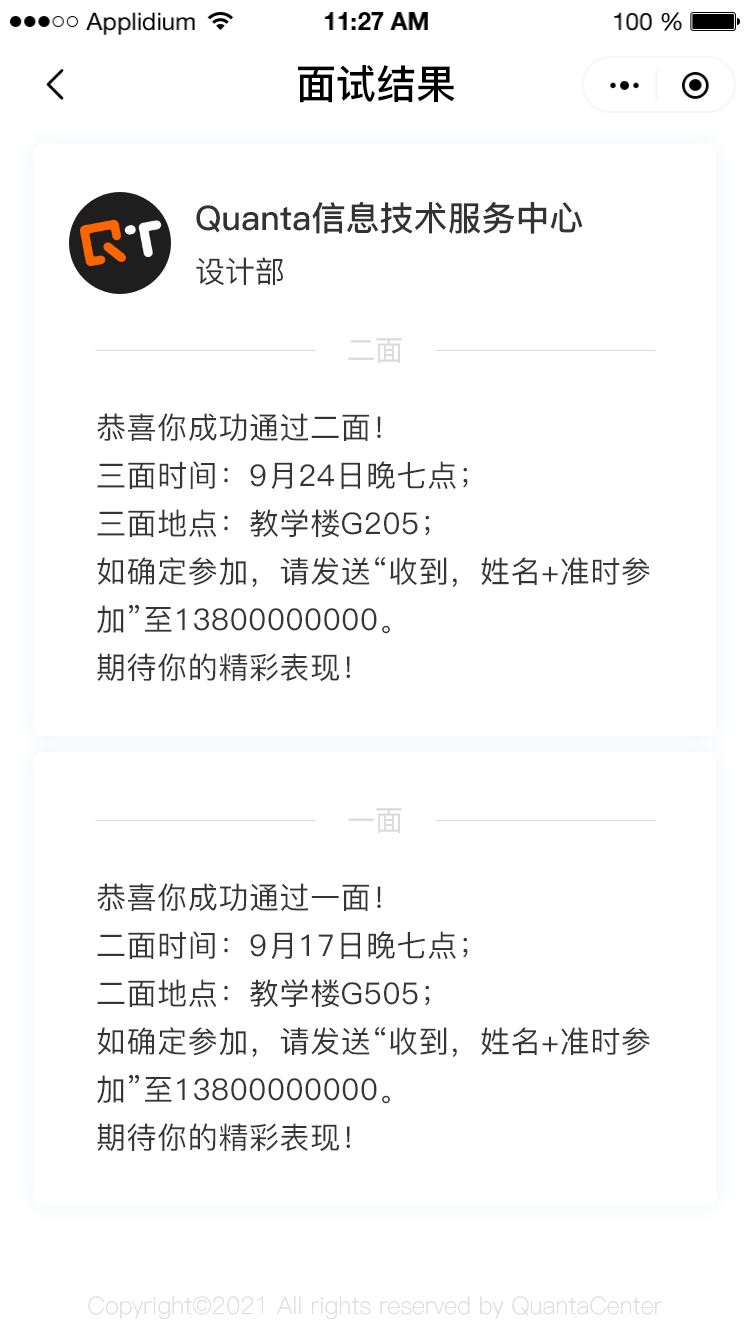 Applidium 11:27 AM 100 %
面试结果
QT
Quanta信息技术服务中心
设计部
二面
恭喜你成功通过二面！
三面时间：9月24日晚七点；
三面地点：教学楼G205；
如确定参加，请发送“收到，姓名+准时参
加”至13800000000。
期待你的精彩表现！
一面
恭喜你成功通过一面！
二面时间：9月17日晚七点；
二面地点：教学楼G505；
如确定参加，请发送“收到，姓名+准时参
加”至13800000000。
期待你的精彩表现！
Copyright©2021 All rights reserved by QuantaCenter